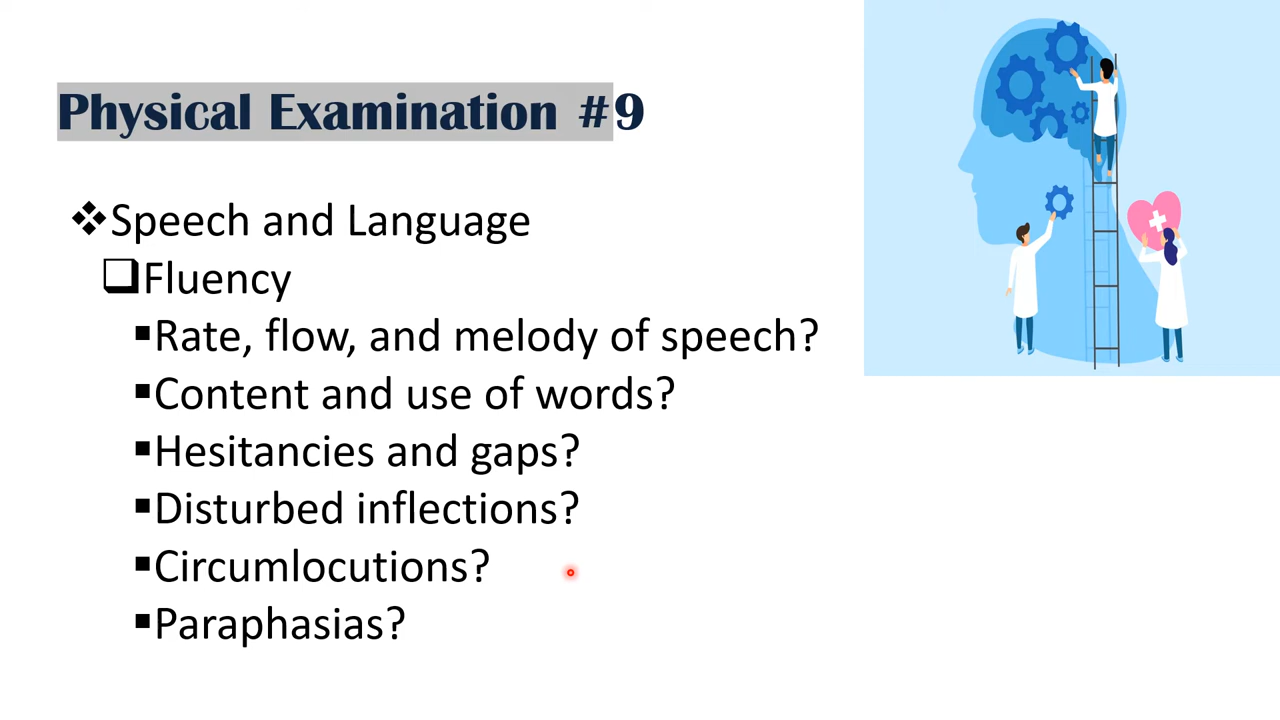 Physical Examination #9
❖Speech and Language
❑Fluency
▪Rate, flow, and melody of speech?
▪Content and use of words?
▪Hesitancies and gaps?
▪Disturbed inflections?
▪Circumlocutions?
▪Paraphasias?